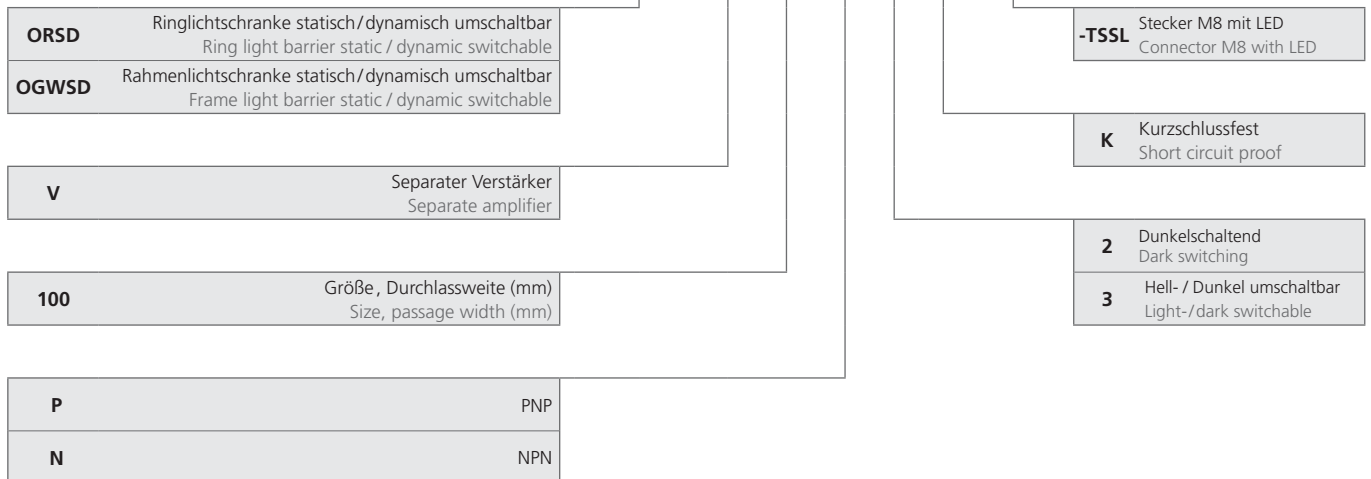 ORSD
Ringlichtschranke statisch/dynamisch umschaltbar
Ring light barrier static / dynamic switchable
OGWSD
Rahmenlichtschranke statisch/dynamisch umschaltbar
Frame light barrier static / dynamic switchable
V
Separater Verstärker
Separate amplifier
100
Größe, Durchlassweite (mm)
Size, passage width (mm)
P
PNP
N
NPN
-TSSL
Stecker M8 mit LED
Connector M8 with LED
K
Kurzschlussfest
Short circuit proof
2
Dunkelschaltend
Dark switching
3
Hell- / Dunkel umschaltbar
Light-/dark switchable